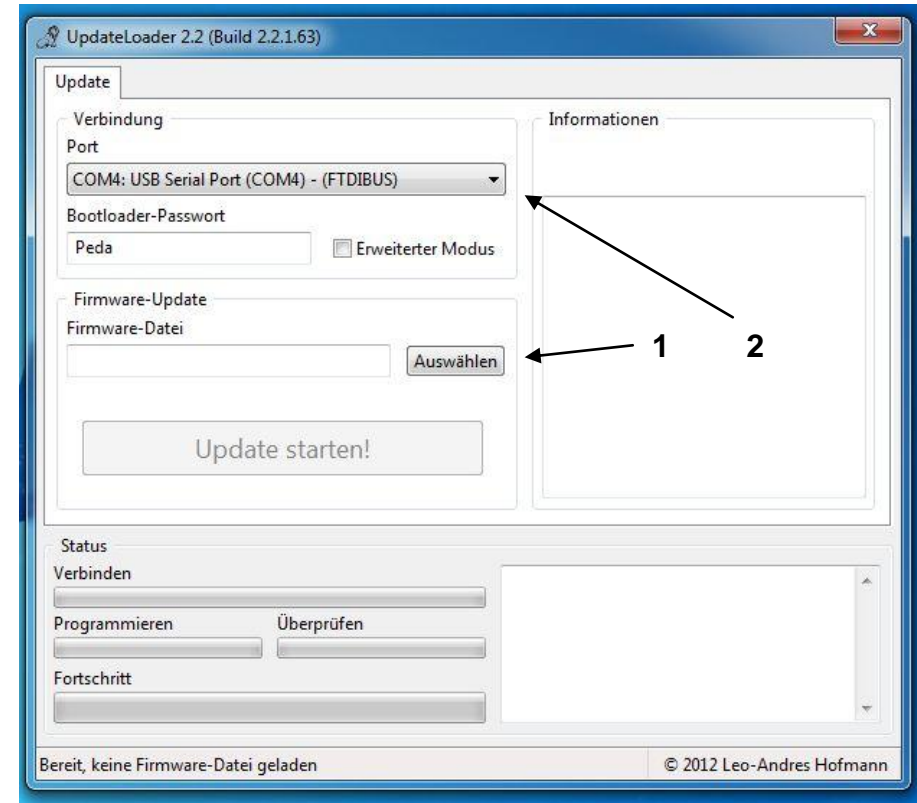 UpdateLoader 2.2 (Build 2.2.1.63)
x
Update
Verbindung
Port
COM4: USB Serial Port (COM4) - (FTDIBUS)
Bootloader-Passwort
Peda
Erweiterter Modus
Firmware-Update
Firmware-Datei
Auswählen
Update starten!
Informationen
1 2
Status
Verbinden
Programmieren Überprüfen
Fortschritt
Bereit, keine Firmware-Datei geladen
© 2012 Leo-Andres Hofmann